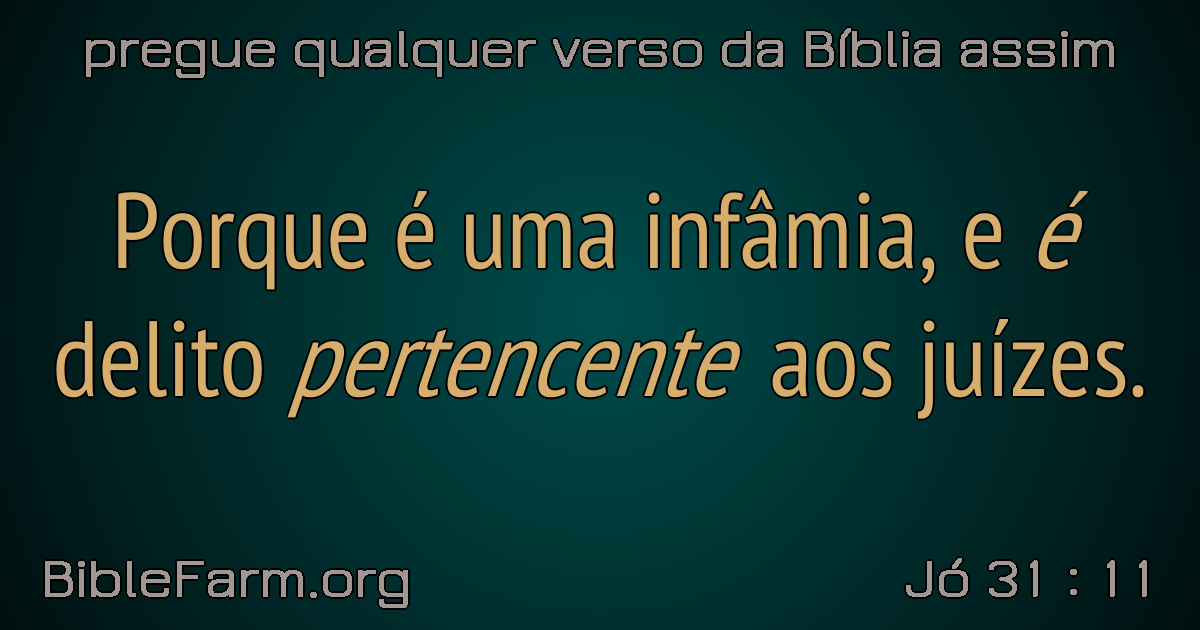 pregue qualquer verso da Bíblia assim
Porque é uma infâmia, e é
delito pertencente aos juízes.
BibleFarm.org
Jó 31 : 11